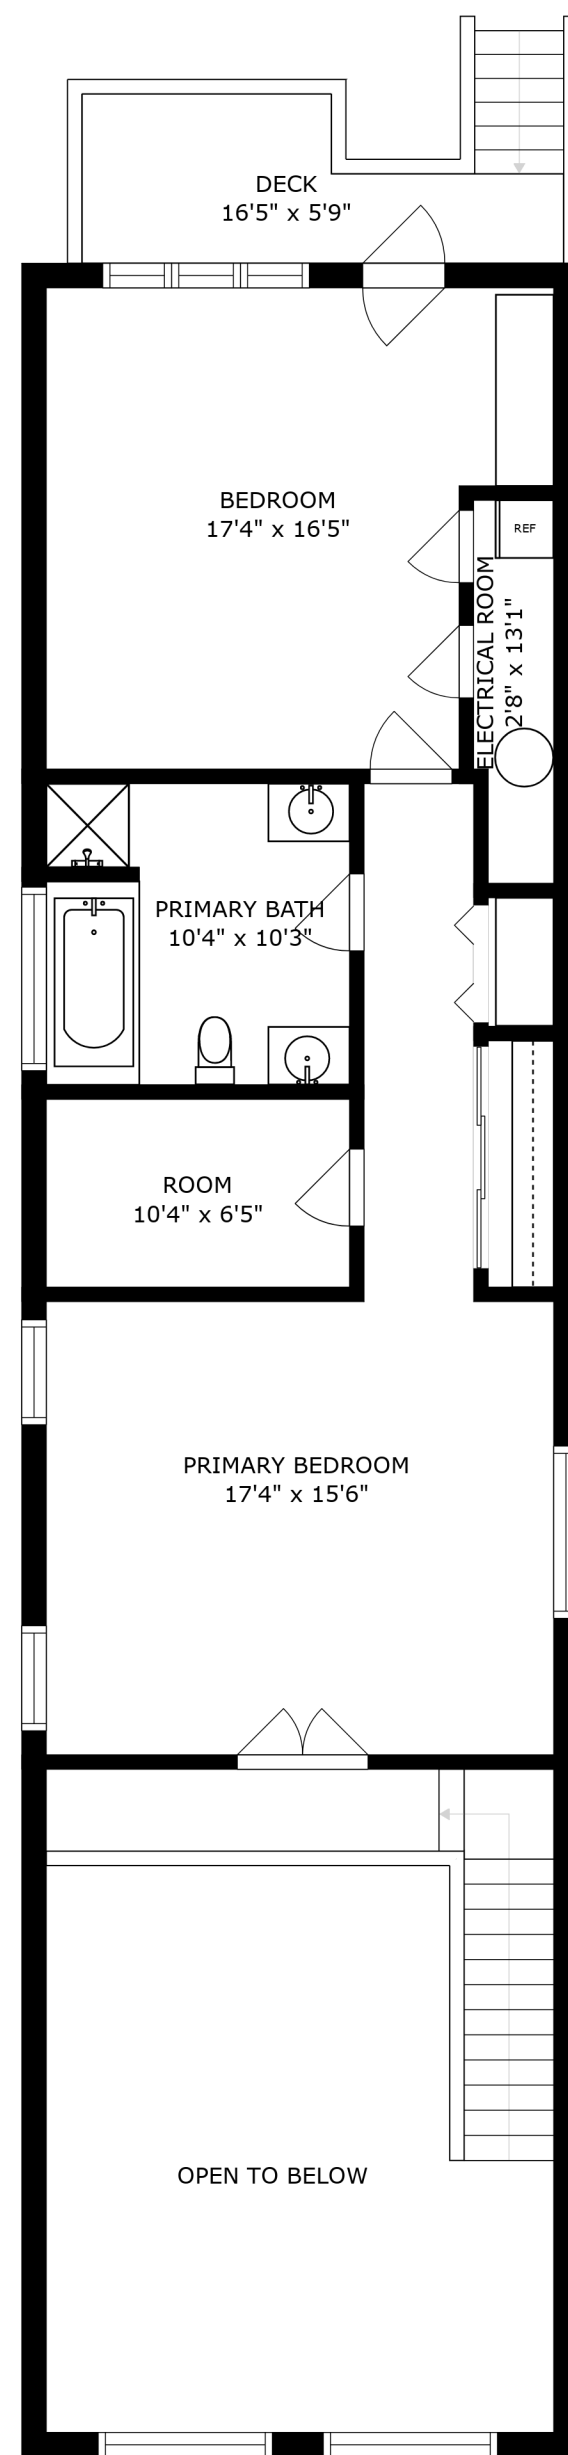 DECK
16'5" x 5'9"
BEDROOM
17'4" x 16'5"
REF
ELECTRICAL ROOM
2'8" x 13'1"
PRIMARY BATH
10'4" x 10'3"
ROOM
10'4" x 6'5"
PRIMARY BEDROOM
17'4" x 15'6"
OPEN TO BELOW